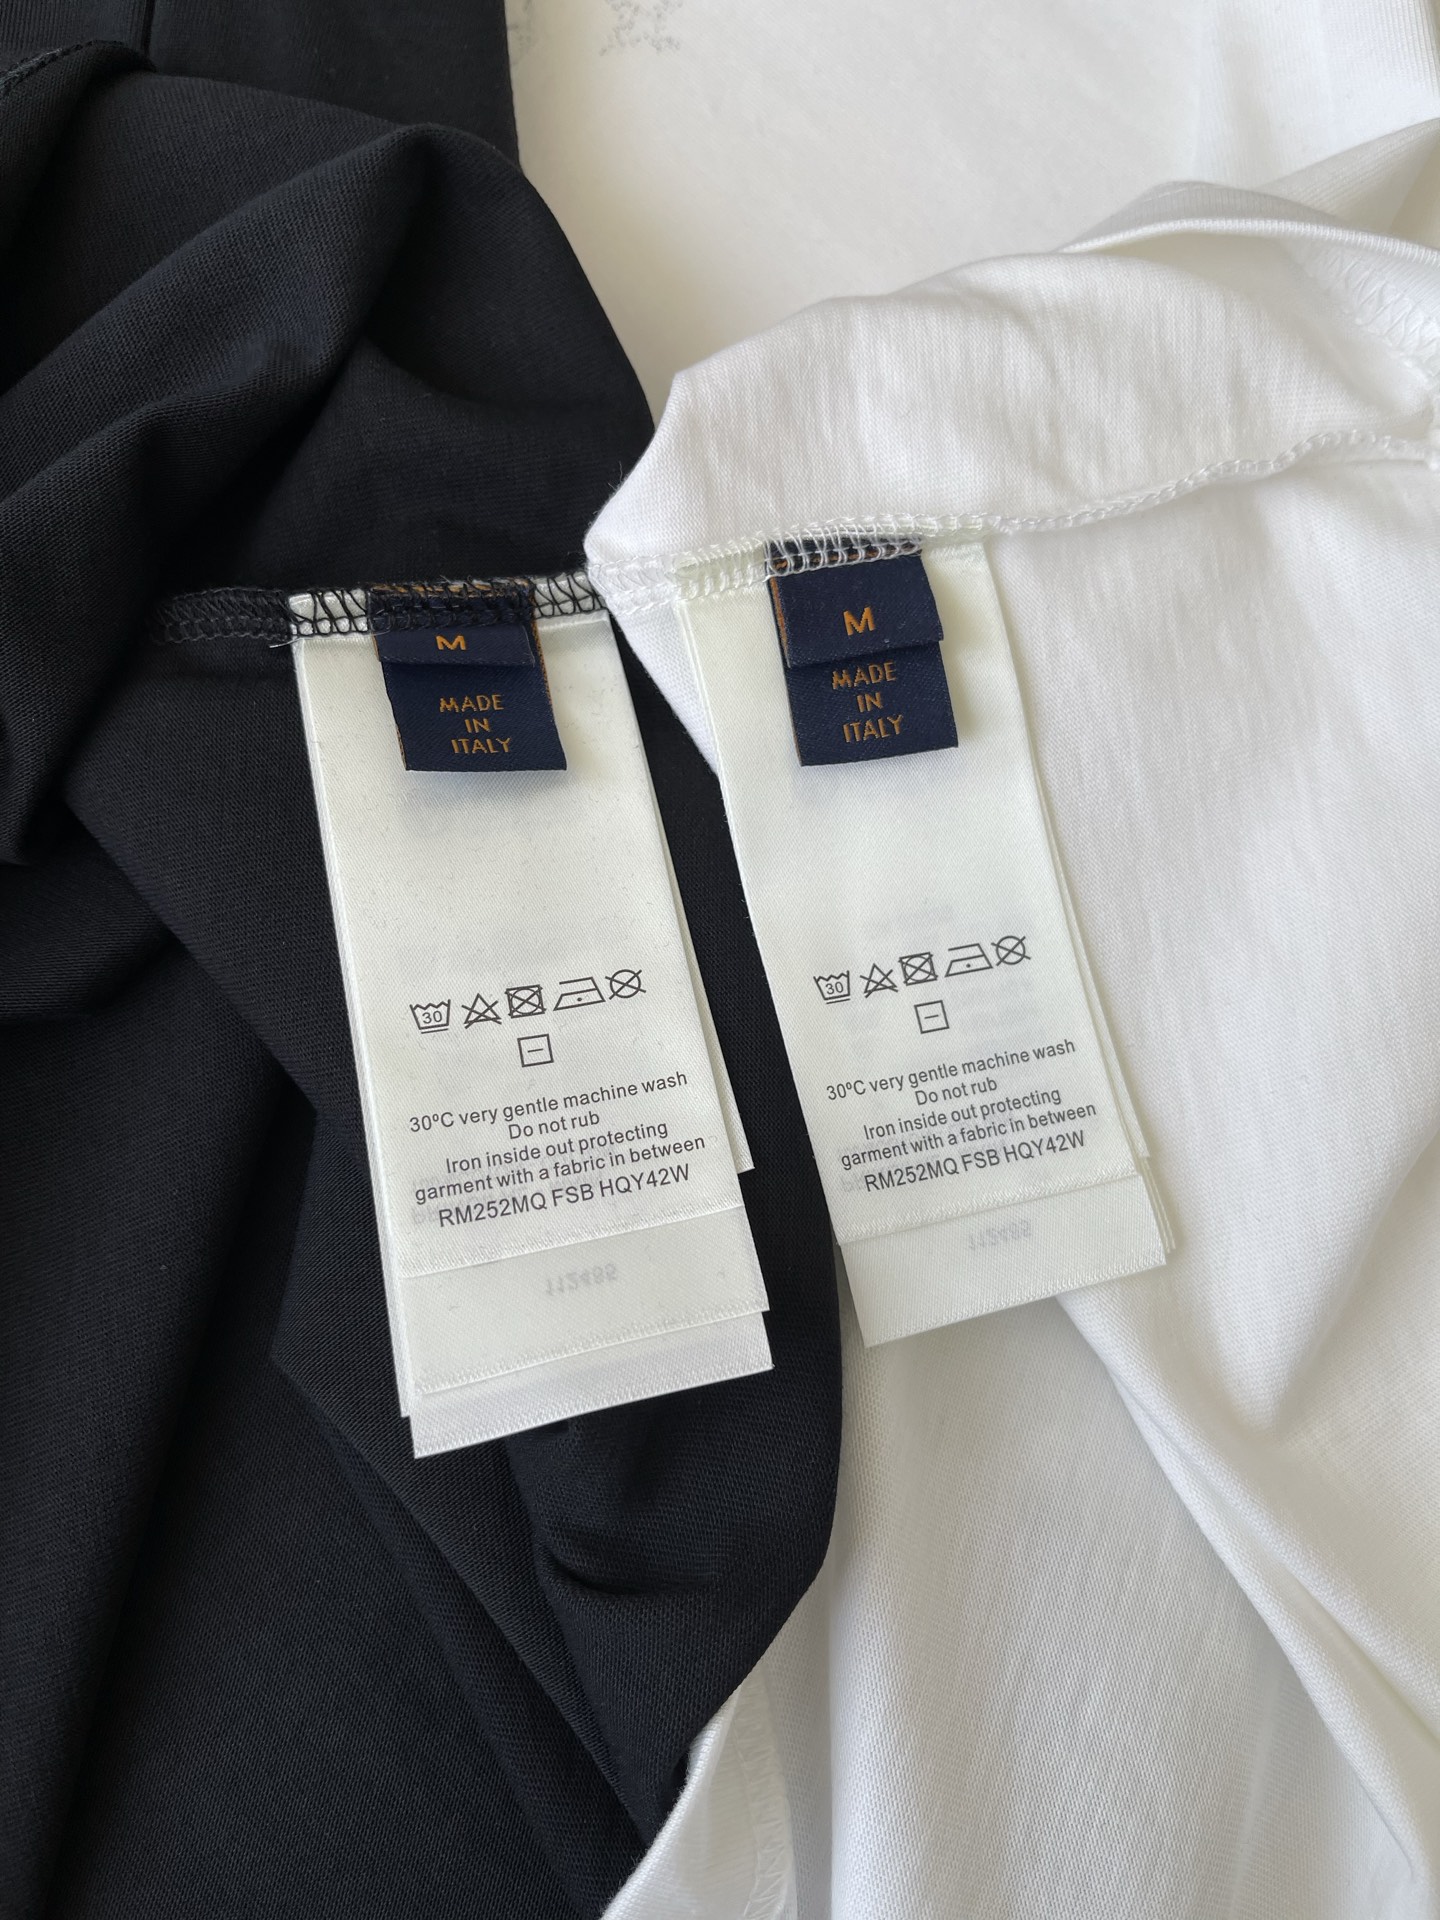 M
MADE
IN
ITALY
30
30ºC very gentle machine wash
Do not rub
Iron inside out protecting
garment with a fabric in between
RM252MQ FSB HQY42W
112485
M
MADE
IN
ITALY
30
30ºC very gentle machine wash
Do not rub
Iron inside out protecting
garment with a fabric in between
RM252MQ FSB HQY42W
112485